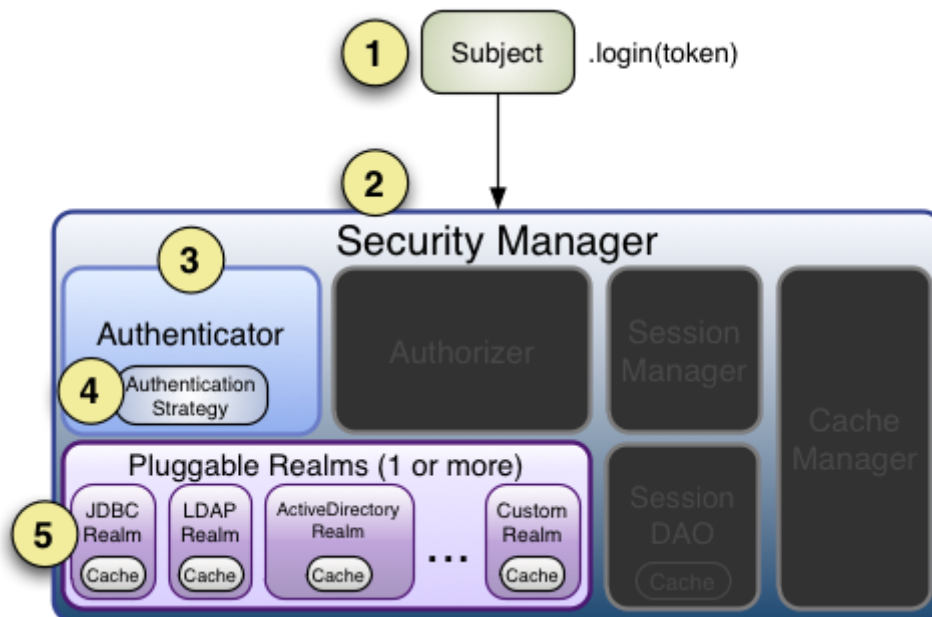 1
Subject
.login(token)
2
Security Manager
3
Authenticator
4
Authentication
Strategy
Authorizer
Session
Manager
Cache
Manager
Pluggable Realms (1 or more)
5
JDBC
Realm
Cache
LDAP
Realm
Cache
ActiveDirectory
Realm
Cache
...
Custom
Realm
Cache
Session
DAO
Cache